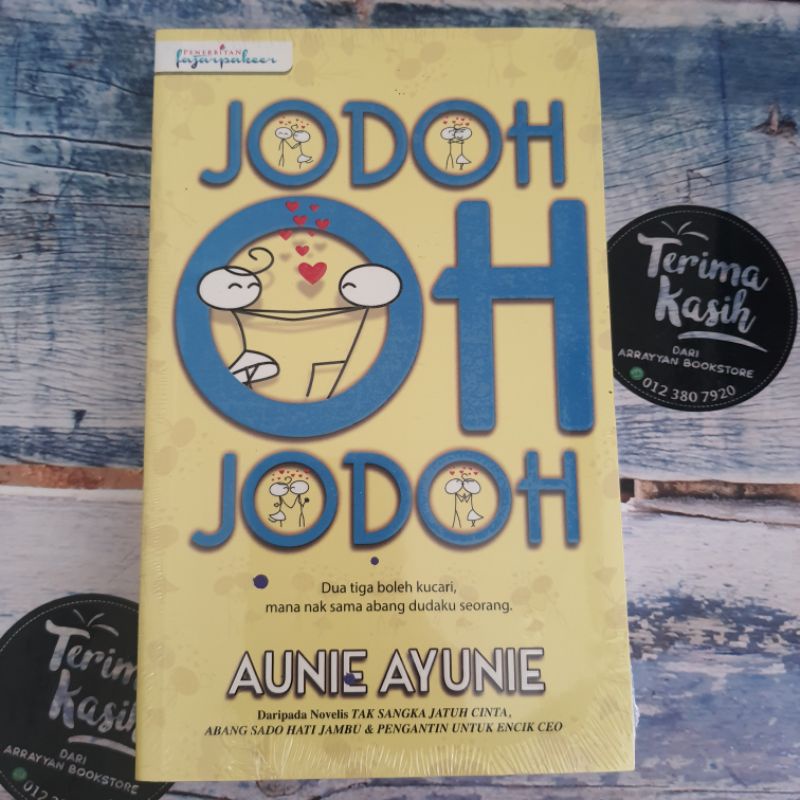 PENERBITAN
fajarpakeer
JODOH
OH
JODOH
Dua tiga boleh kucari,
mana nak sama abang dudaku seorang.
AUNIE AYUNIE
Daripada Novelis TAK SANGKA JATUH CINTA,
ABANG SADO HATI JAMBU & PENGANTIN UNTUK ENCIK CEO
Terima
Kasih
DARI
ARRAYYAN BOOKSTORE
012 380 7920
Terim
Kasih
DARI
ARRAYYAN BOOKSTORE
012